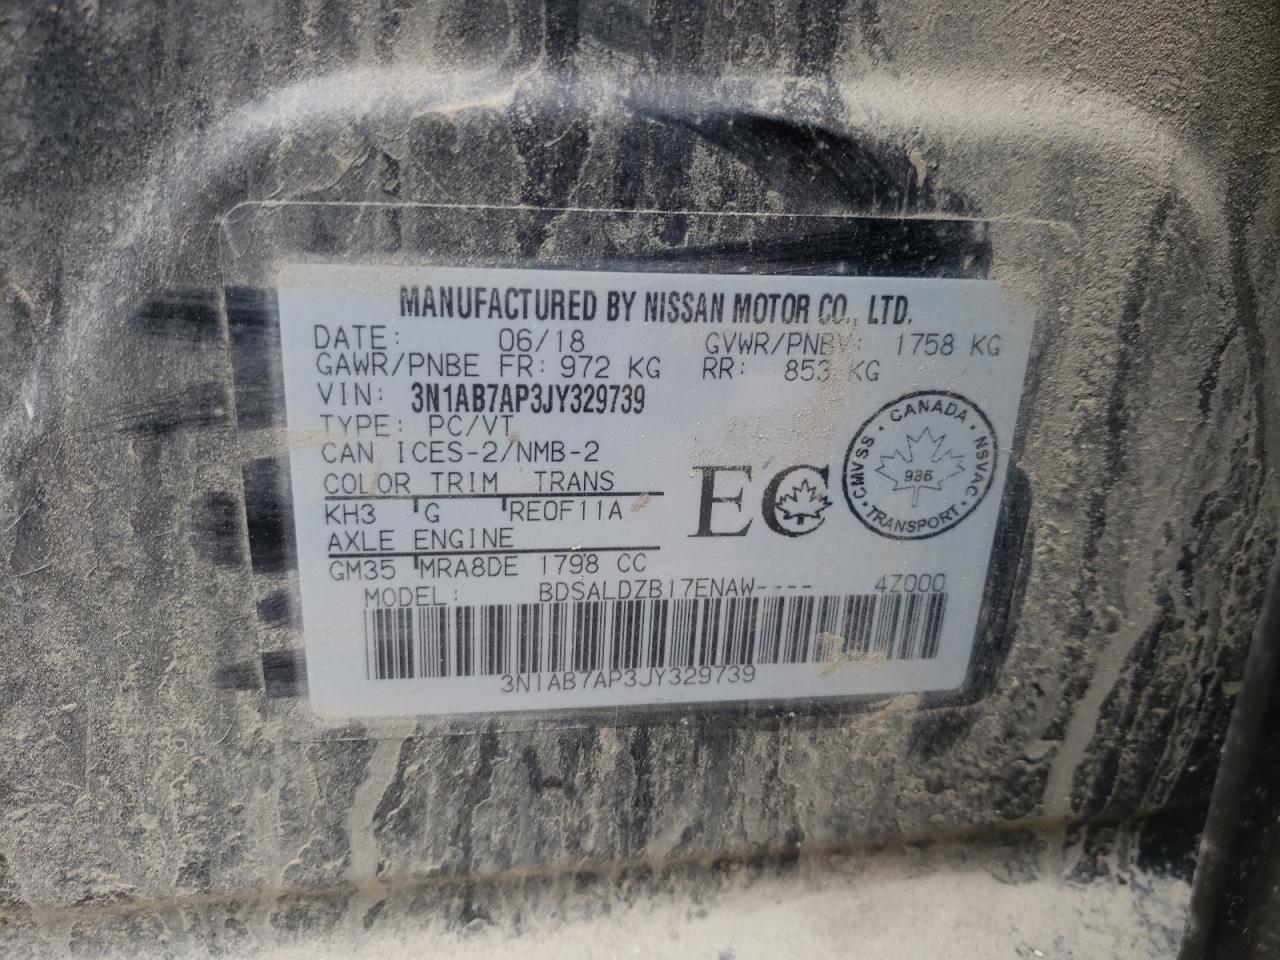 MANUFACTURED BY NISSAN MOTOR CO., LTD.
DATE: 06/18 GVWR/PNBV: 1758 KG
GAWR/PNBE FR: 972 KG RR: 853 KG
VIN: 3N1AB7AP3JY329739
TYPE: PC/VT
CAN ICES-2/NMB-2
COLOR TRIM TRANS
KH3 G RE0F11A
AXLE ENGINE
GM35 MRA8DE 1798 CC
EC
CANADA
CMVSS · NSVAC
936
TRANSPORT
MODEL: BDSALDZB17ENAW---- 4Z000
3N1AB7AP3JY329739